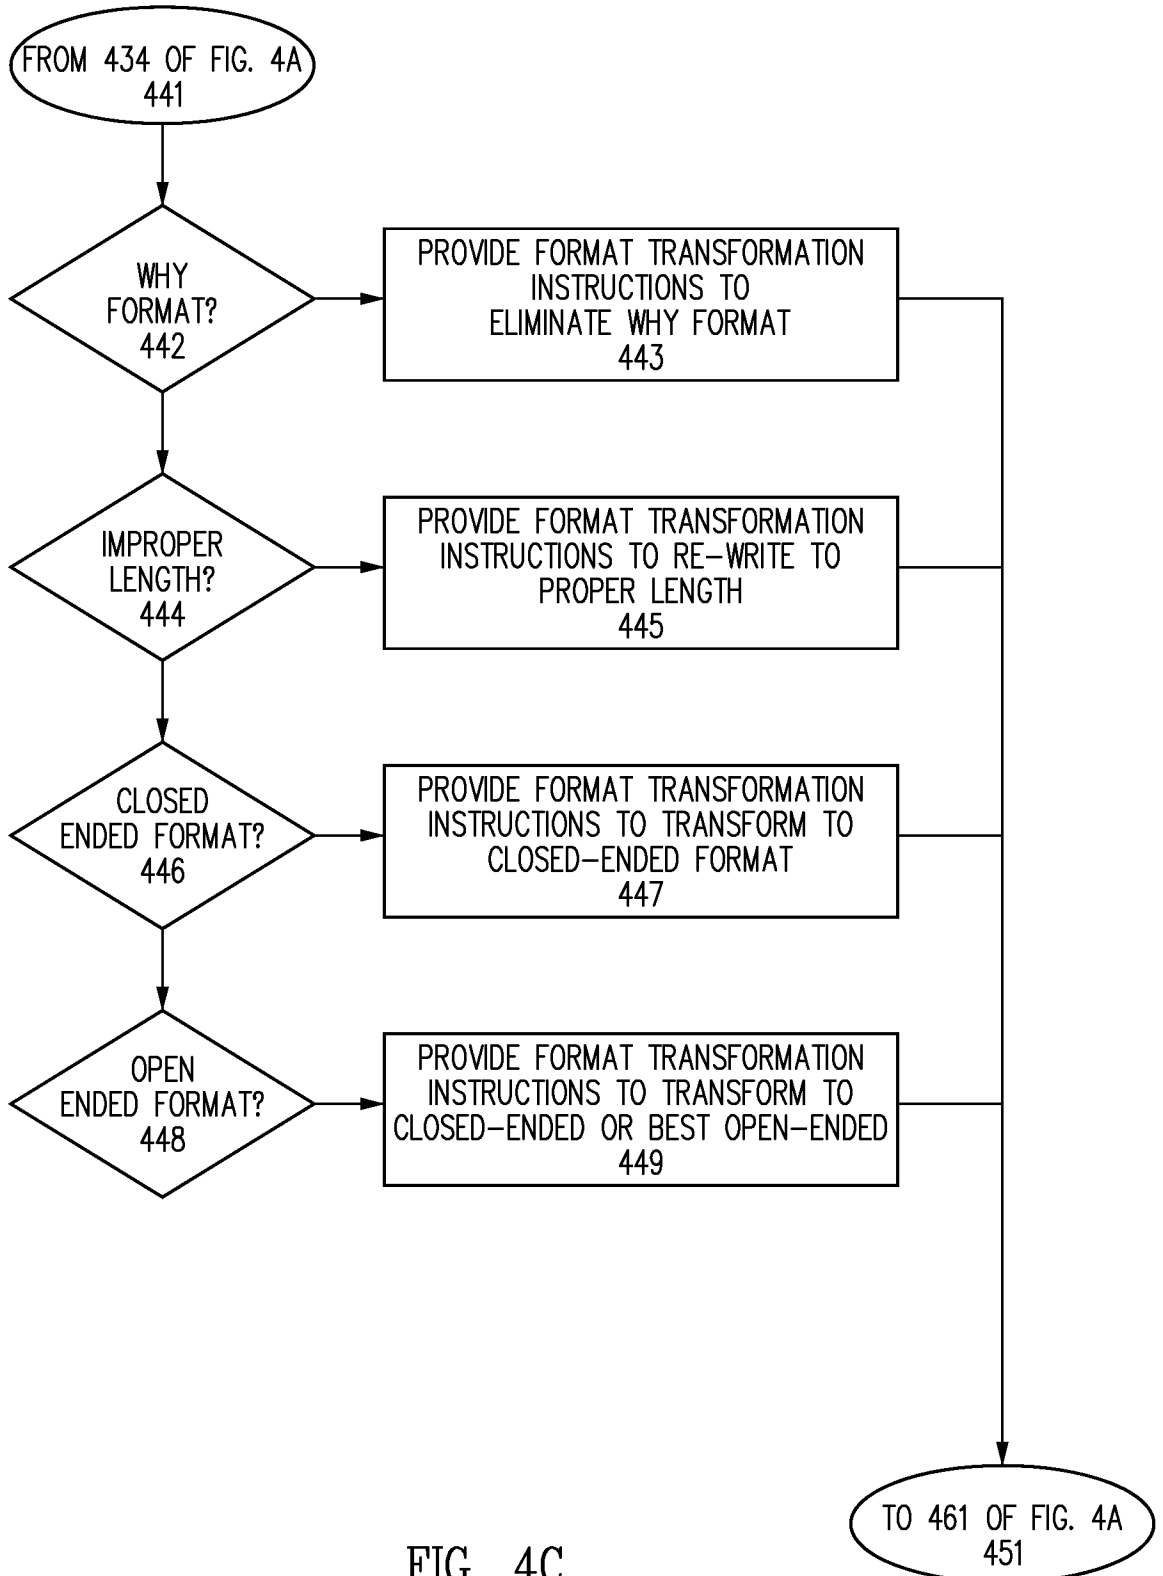 FROM 434 OF FIG. 4A
441
WHY
FORMAT?
442
PROVIDE FORMAT TRANSFORMATION
INSTRUCTIONS TO
ELIMINATE WHY FORMAT
443
IMPROPER
LENGTH?
444
PROVIDE FORMAT TRANSFORMATION
INSTRUCTIONS TO RE-WRITE TO
PROPER LENGTH
445
CLOSED
ENDED FORMAT?
446
PROVIDE FORMAT TRANSFORMATION
INSTRUCTIONS TO TRANSFORM TO
CLOSED-ENDED FORMAT
447
OPEN
ENDED FORMAT?
448
PROVIDE FORMAT TRANSFORMATION
INSTRUCTIONS TO TRANSFORM TO
CLOSED-ENDED OR BEST OPEN-ENDED
449
TO 461 OF FIG. 4A
451
FIG. 4C